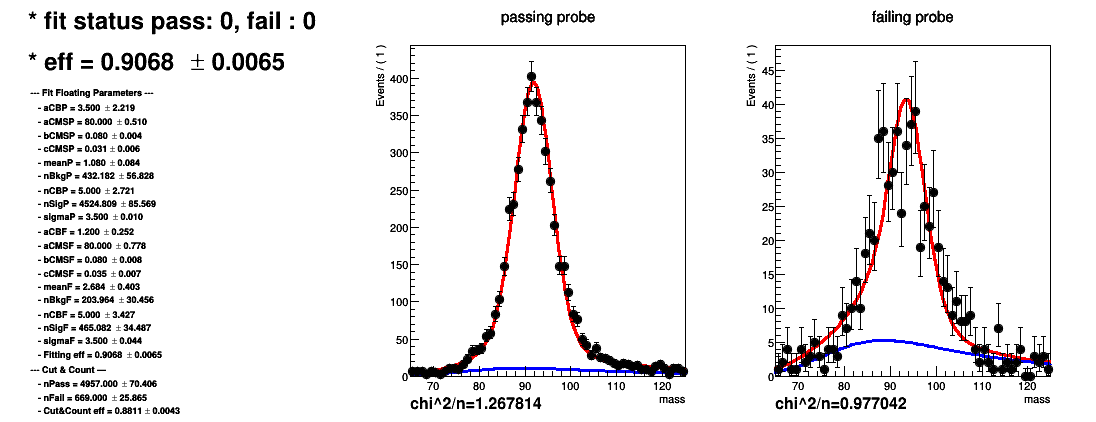 * fit status pass: 0, fail : 0
* eff = 0.9068 ± 0.0065
--- Fit Floating Parameters ---
- aCBP = 3.500 ± 2.219
- aCMSP = 80.000 ± 0.510
- bCMSP = 0.080 ± 0.004
- cCMSP = 0.031 ± 0.006
- meanP = 1.080 ± 0.084
- nBkgP = 432.182 ± 56.828
- nCBP = 5.000 ± 2.721
- nSigP = 4524.809 ± 85.569
- sigmaP = 3.500 ± 0.010
- aCBF = 1.200 ± 0.252
- aCMSF = 80.000 ± 0.778
- bCMSF = 0.080 ± 0.008
- cCMSF = 0.035 ± 0.007
- meanF = 2.684 ± 0.403
- nBkgF = 203.964 ± 30.456
- nCBF = 5.000 ± 3.427
- nSigF = 465.082 ± 34.487
- sigmaF = 3.500 ± 0.044
- Fitting eff = 0.9068 ± 0.0065
--- Cut & Count ---
- nPass = 4957.000 ± 70.406
- nFail = 669.000 ± 25.865
- Cut&Count eff = 0.8811 ± 0.0043
passing probe
Events / ( 1 )
400
350
300
250
200
150
100
50
0
70 80 90 100 110 120
mass
chi^2/n=1.267814
failing probe
Events / ( 1 )
45
40
35
30
25
20
15
10
5
0
70 80 90 100 110 120
mass
chi^2/n=0.977042